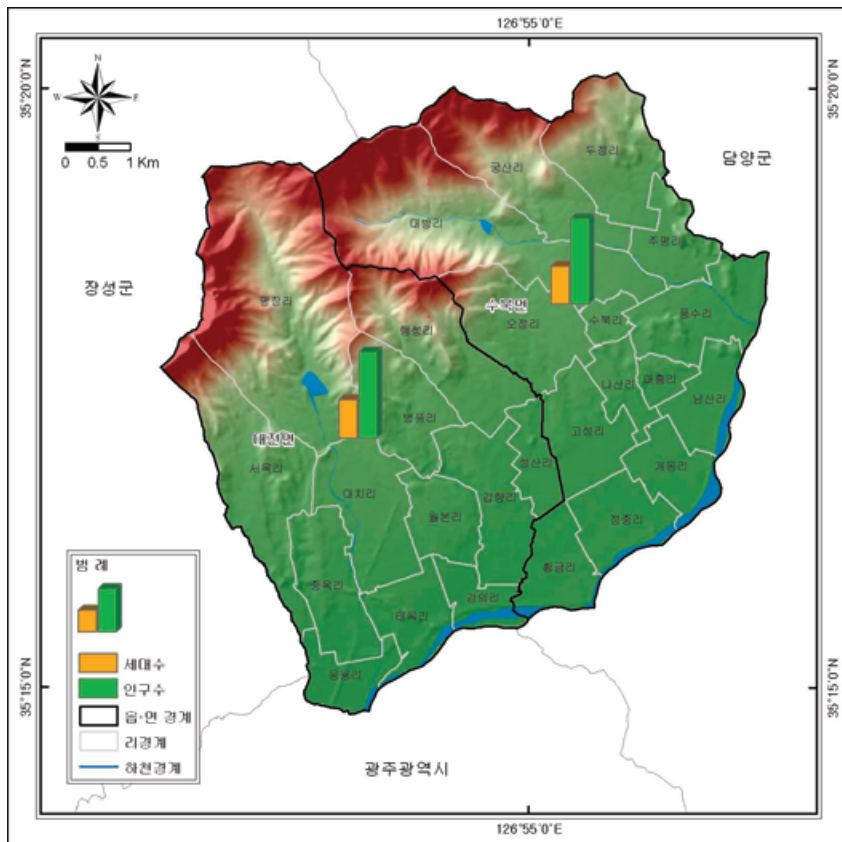 126°55'0"E
35°20'0"N
35°20'0"N
W
E
S
0 0.5 1 Km
두정리
궁산리
담양군
대방리
주평리
장성군
평장리
수북면
오정리
수북리
풍수리
행성리
나산리
남산리
병풍리
고성리
대전면
서옥리
성산리
개동리
대치리
갑향리
월본리
정중리
황금리
중옥리
강의리
태목리
응용리
범 례
세대수
인구수
읍·면 경계
리경계
하천경계
35°15'0"N
35°15'0"N
광주광역시
126°55'0"E